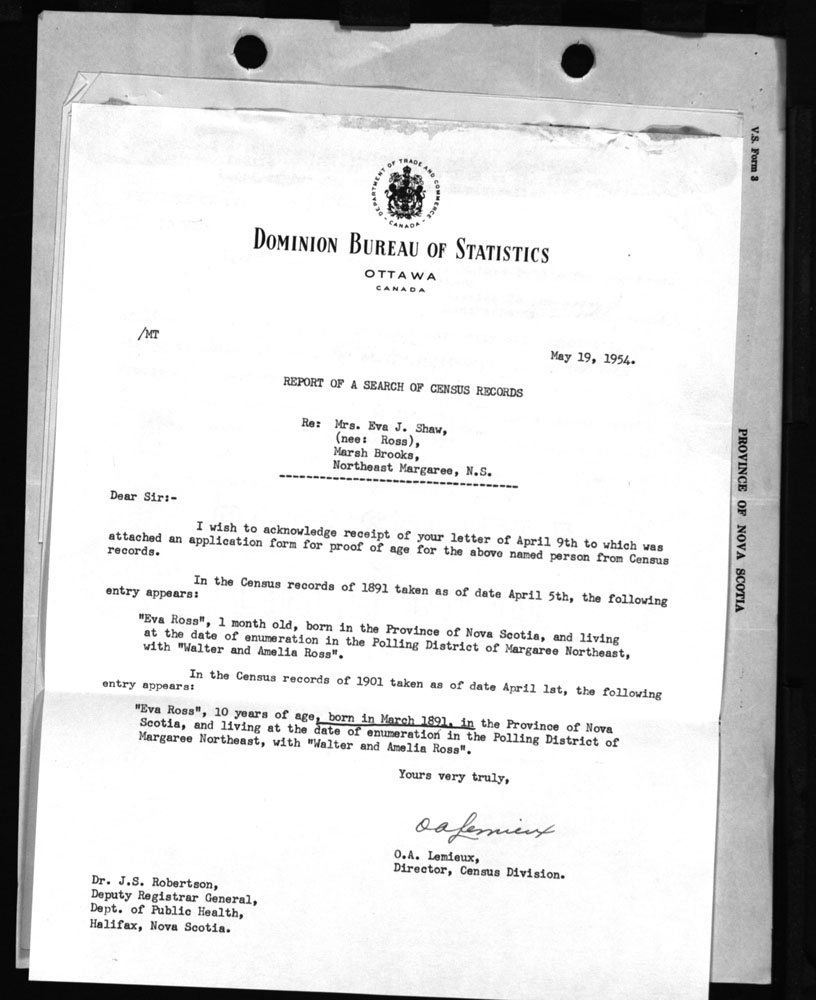 DEPARTMENT OF TRADE AND COMMERCE
CANADA
DOMINION BUREAU OF STATISTICS
OTTAWA
CANADA
/MT
May 19, 1954.
REPORT OF A SEARCH OF CENSUS RECORDS
Re: Mrs. Eva J. Shaw,
(nee: Ross),
Marsh Brooks,
Northeast Margaree, N.S.
Dear Sir:-
I wish to acknowledge receipt of your letter of April 9th to which was
attached an application form for proof of age for the above named person from Census
records.
In the Census records of 1891 taken as of date April 5th, the following
entry appears:
"Eva Ross", 1 month old, born in the Province of Nova Scotia, and living
at the date of enumeration in the Polling District of Margaree Northeast,
with "Walter and Amelia Ross".
In the Census records of 1901 taken as of date April 1st, the following
entry appears:
"Eva Ross", 10 years of age, born in March 1891, in the Province of Nova
Scotia, and living at the date of enumeration in the Polling District of
Margaree Northeast, with "Walter and Amelia Ross".
Yours very truly,
O A Lemieux
O.A. Lemieux,
Director, Census Division.
Dr. J.S. Robertson,
Deputy Registrar General,
Dept. of Public Health,
Halifax, Nova Scotia.
V.S. Form 3
PROVINCE OF NOVA SCOTIA